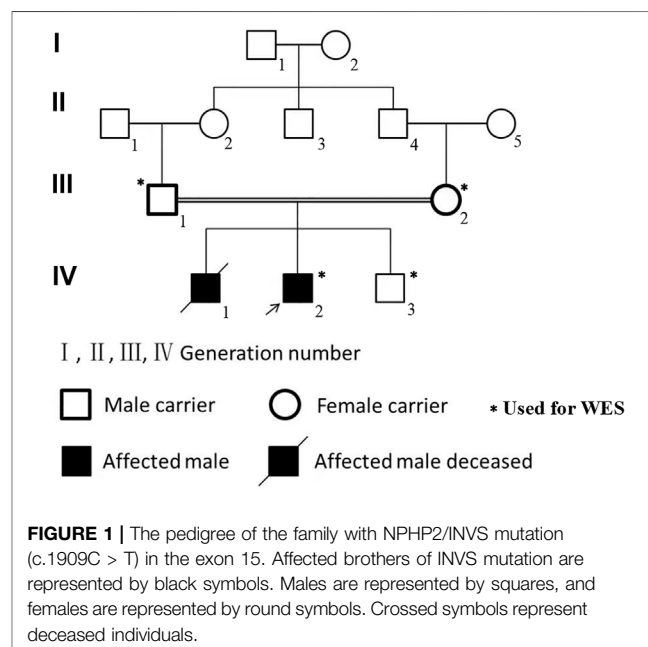 I
1
2
II
1
2
3
4
5
III
*
1
*
2
IV
1
*
2
*
3
Ⅰ , Ⅱ , Ⅲ, Ⅳ Generation number
Male carrier
Female carrier
* Used for WES
Affected male
Affected male deceased
FIGURE 1 | The pedigree of the family with NPHP2/INVS mutation
(c.1909C > T) in the exon 15. Affected brothers of INVS mutation are
represented by black symbols. Males are represented by squares, and
females are represented by round symbols. Crossed symbols represent
deceased individuals.